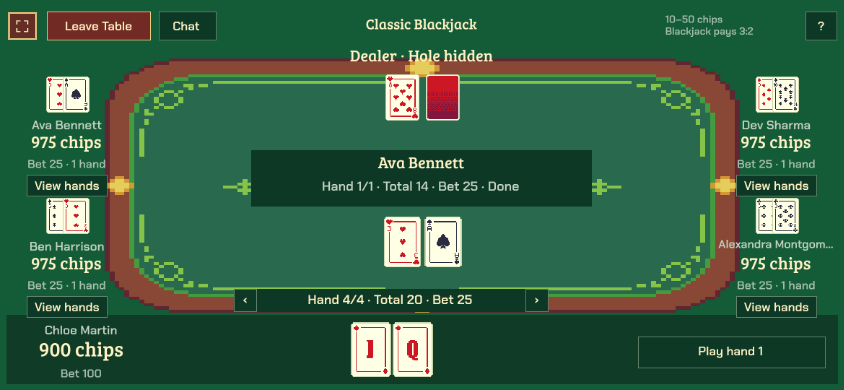 Leave Table
Chat
Classic Blackjack
10–50 chips
Blackjack pays 3:2
?
Dealer · Hole hidden
Ava Bennett
975 chips
Bet 25 · 1 hand
View hands
Dev Sharma
975 chips
Bet 25 · 1 hand
View hands
Ava Bennett
Hand 1/1 · Total 14 · Bet 25 · Done
Ben Harrison
975 chips
Bet 25 · 1 hand
View hands
Alexandra Montgom...
975 chips
Bet 25 · 1 hand
View hands
‹
Hand 4/4 · Total 20 · Bet 25
›
Chloe Martin
900 chips
Bet 100
J
Q
Play hand 1